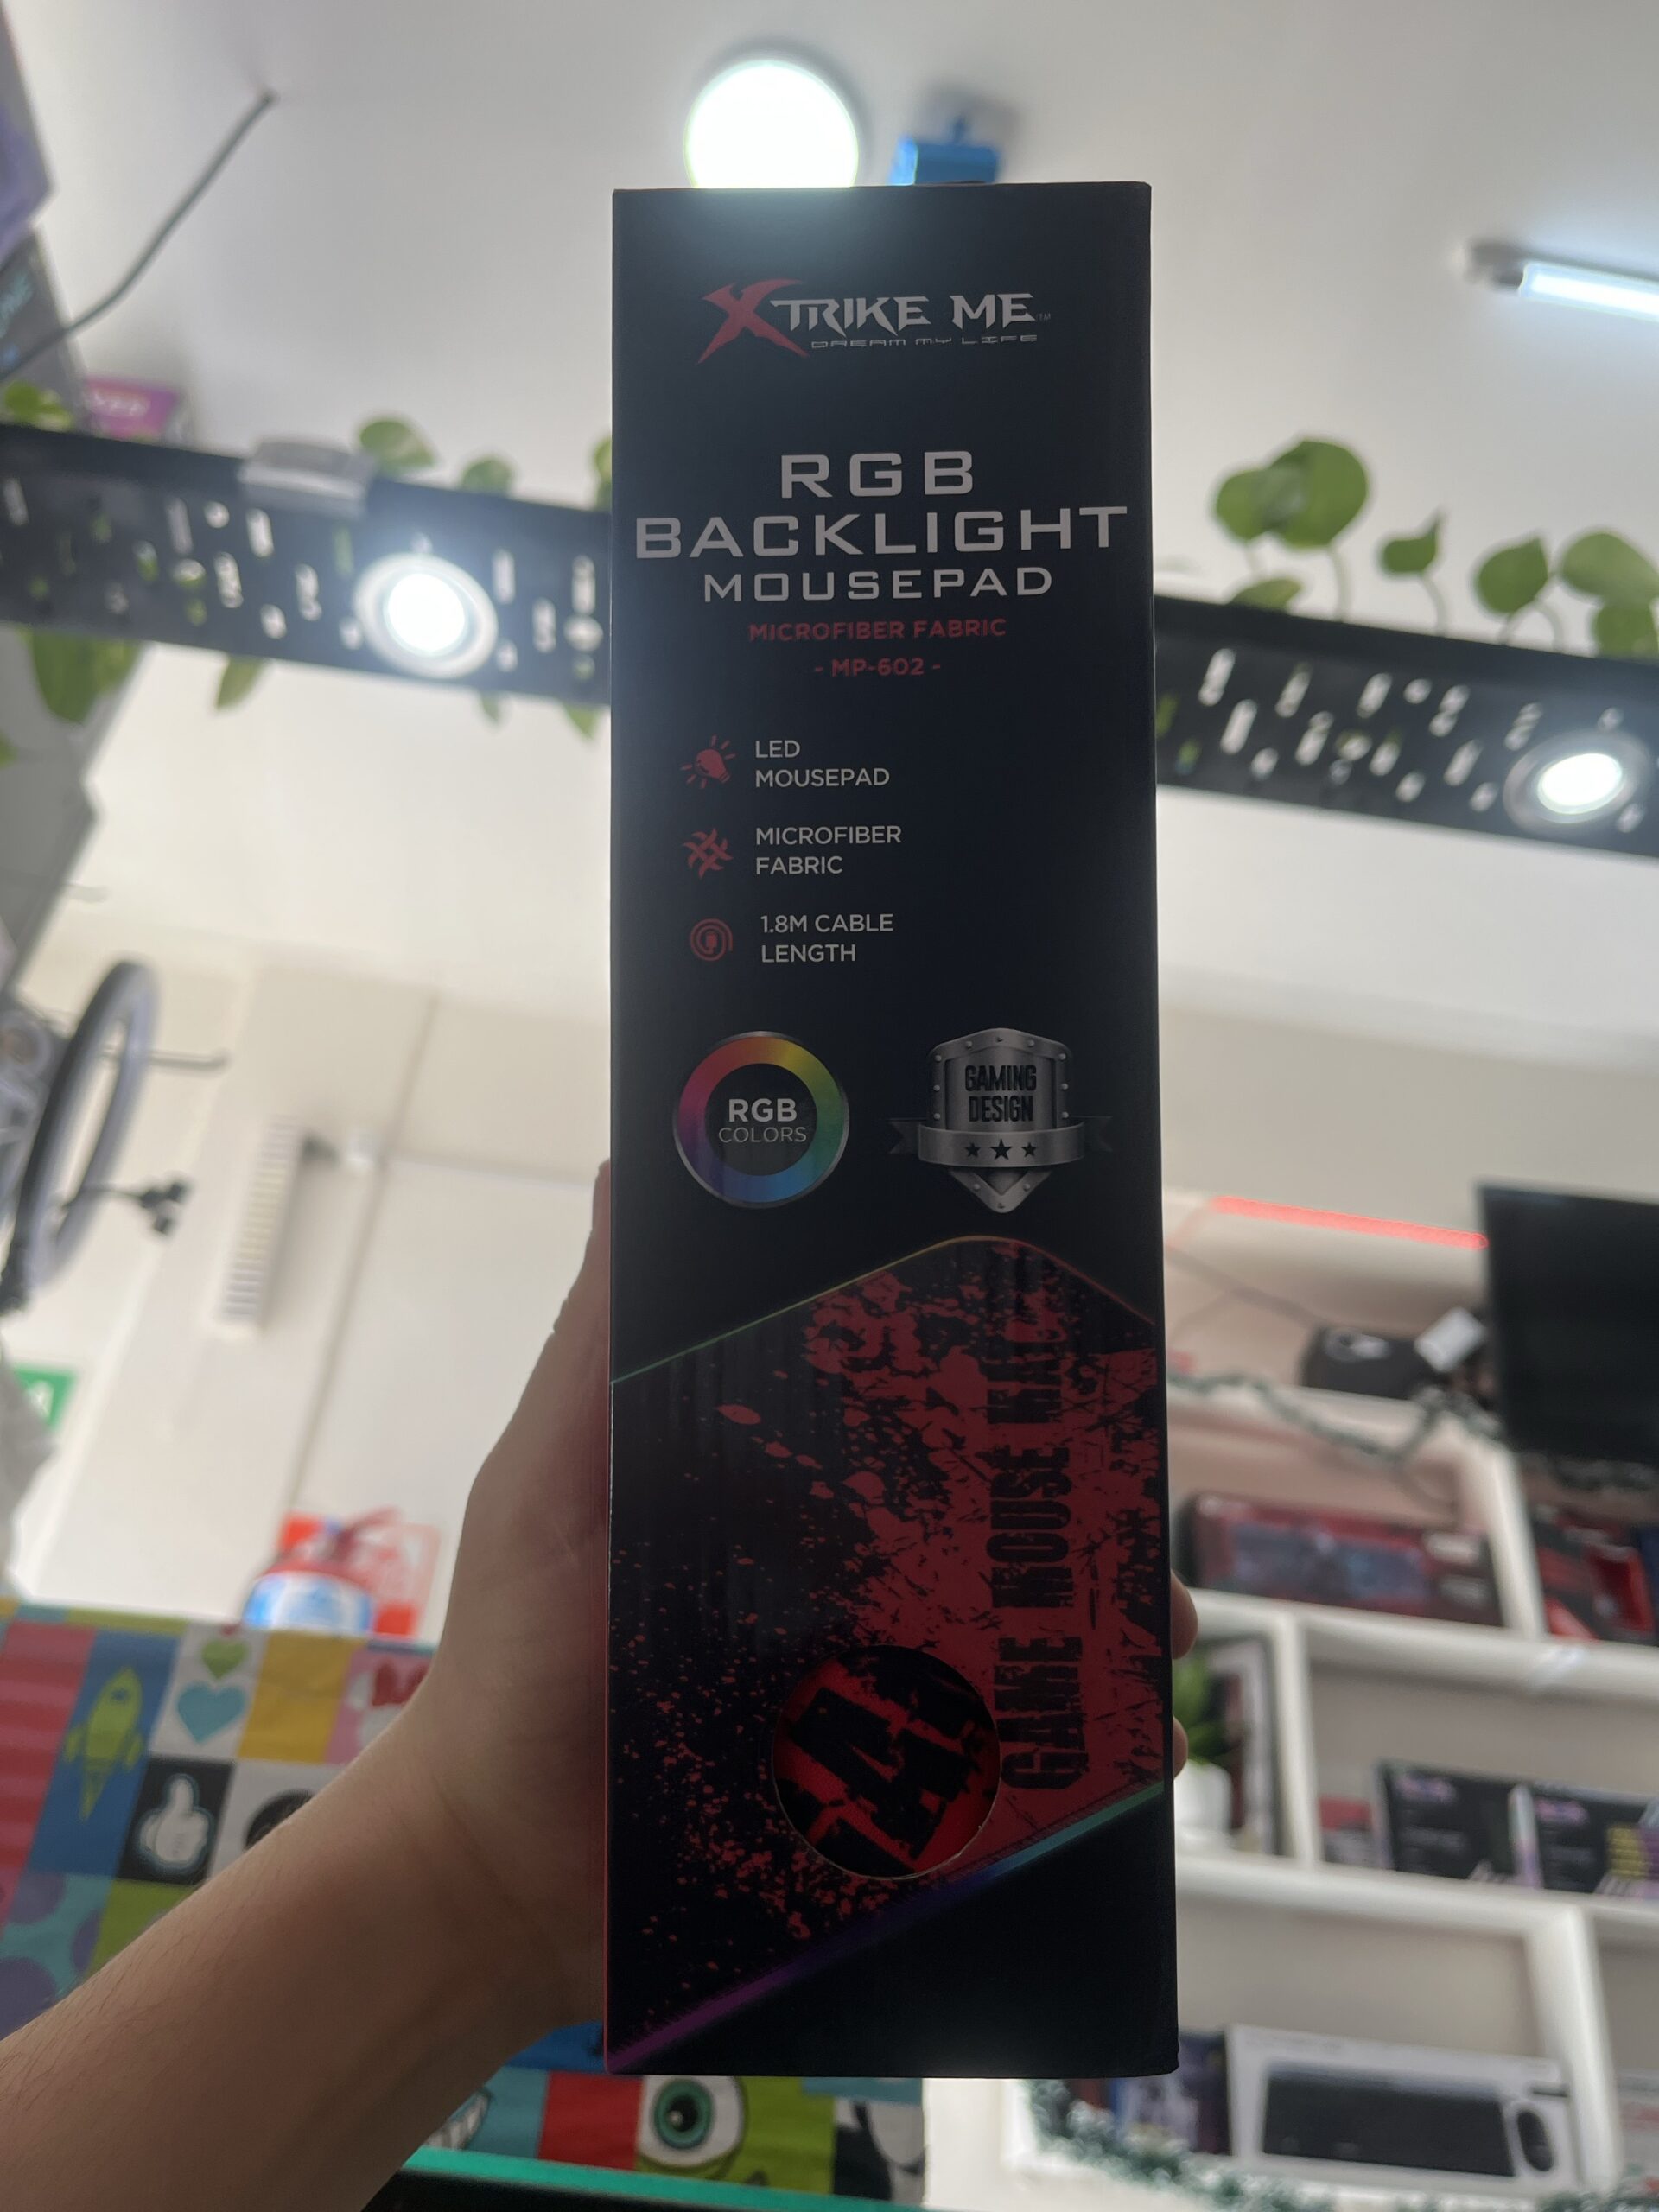 XTRIKE ME™
DREAM MY LIFE
RGB
BACKLIGHT
MOUSEPAD
MICROFIBER FABRIC
- MP-602 -
LED
MOUSEPAD
MICROFIBER
FABRIC
1.8M CABLE
LENGTH
RGB
COLORS
GAMING
DESIGN
GAME MOUSE